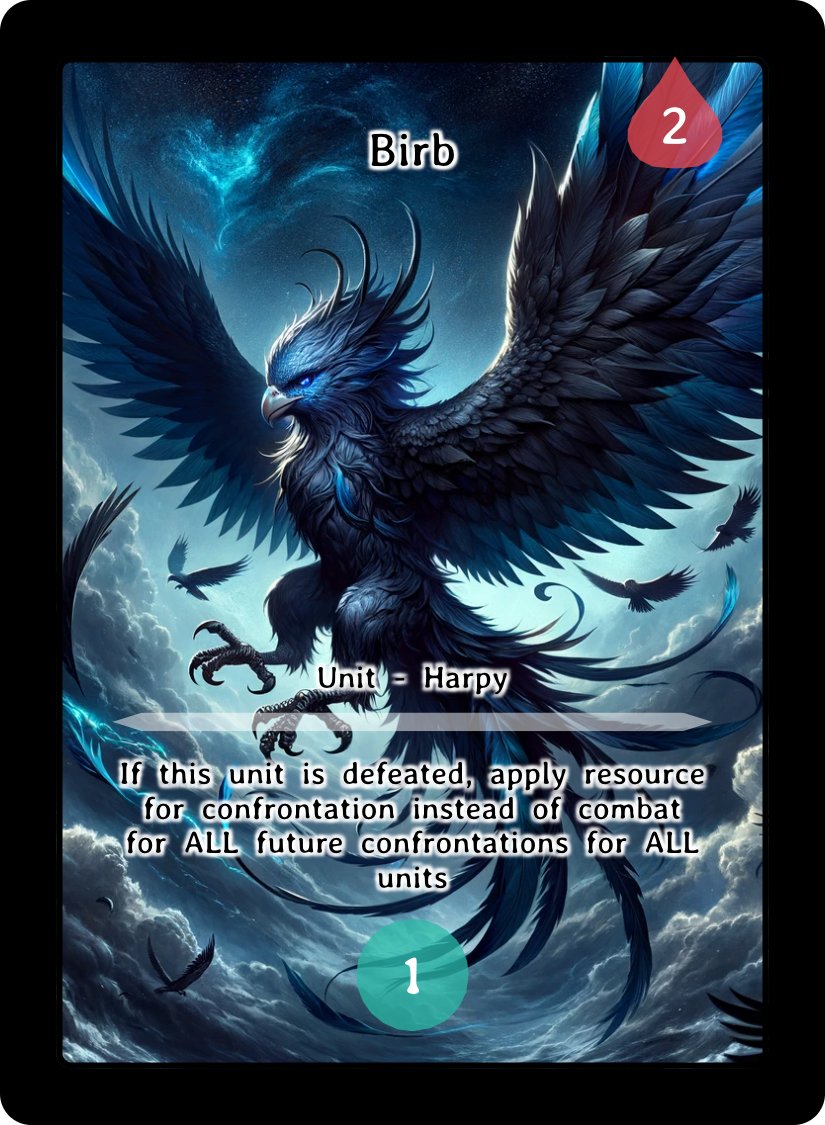 2
Birb
Unit - Harpy
If this unit is defeated, apply resource
for confrontation instead of combat
for ALL future confrontations for ALL
units
1